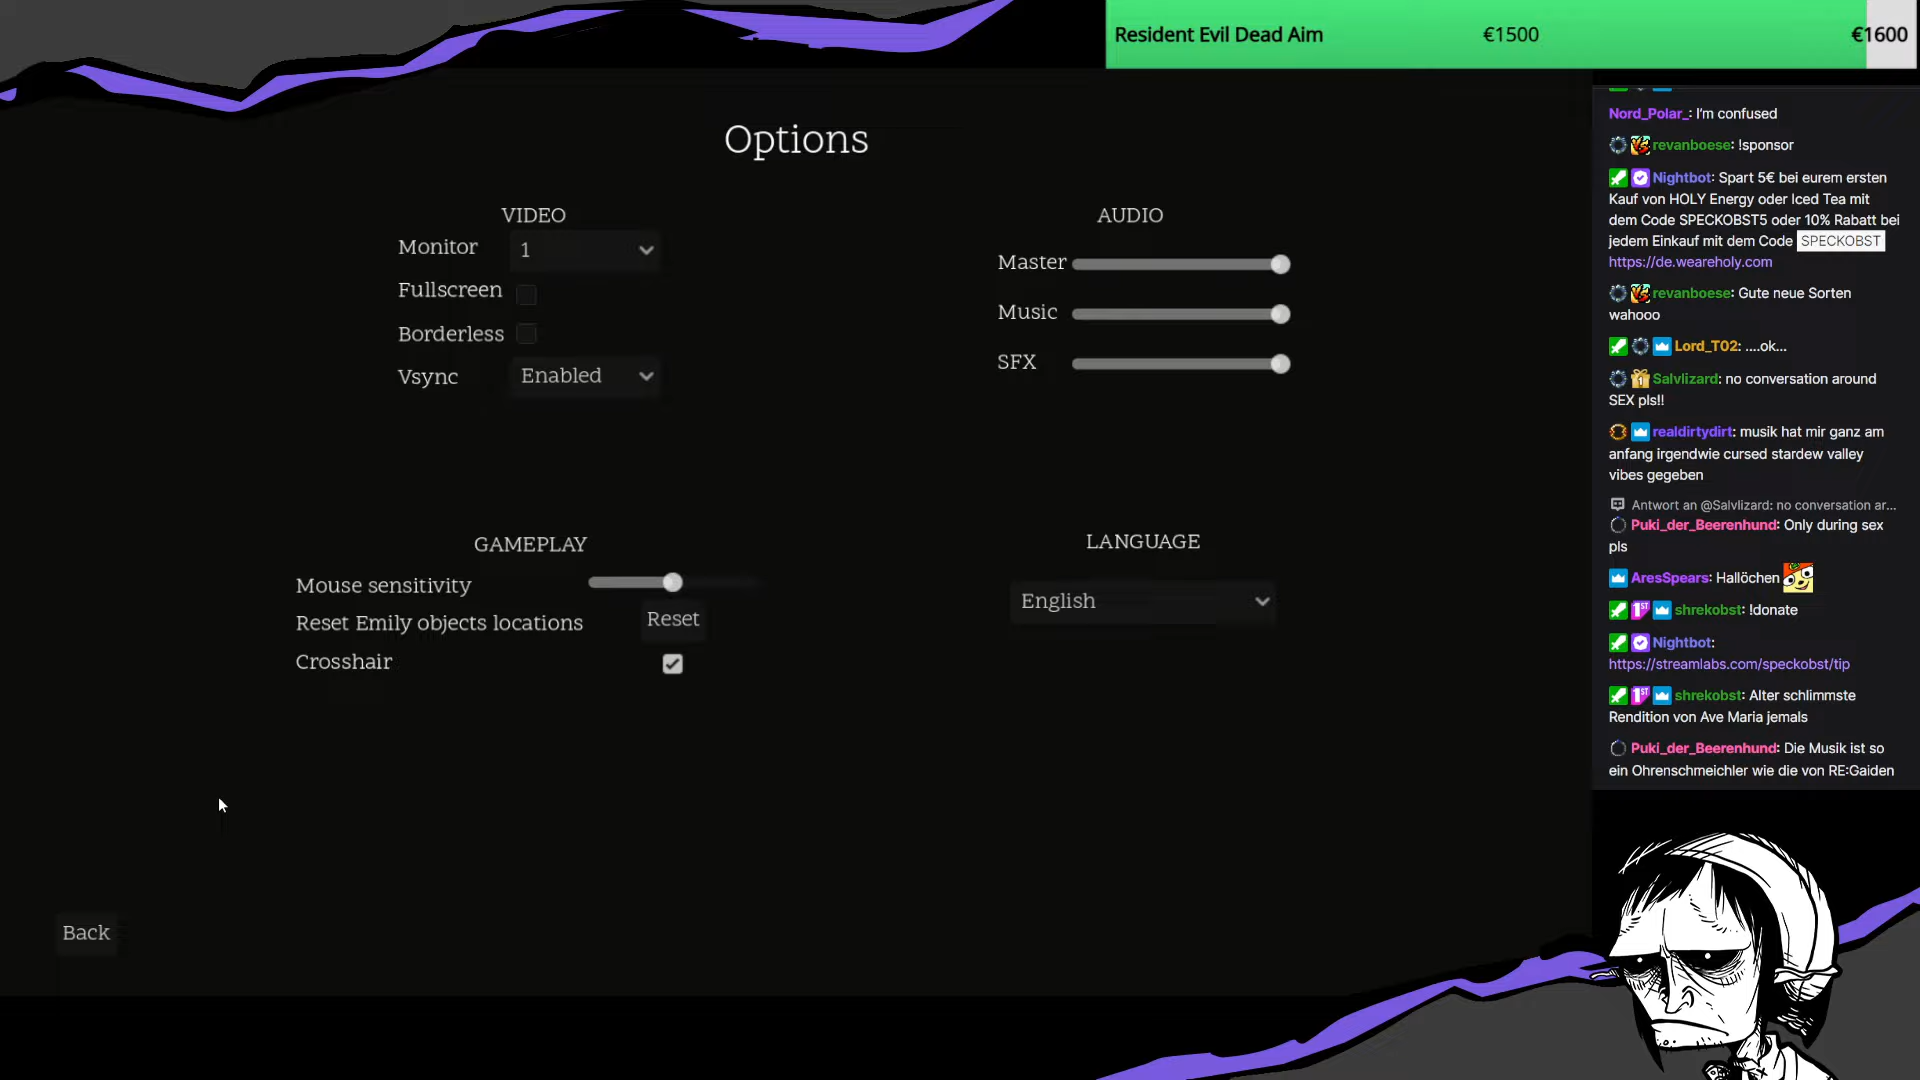 Resident Evil Dead Aim €1500 €1600
Options
VIDEO
Monitor 1
Fullscreen
Borderless
Vsync Enabled
AUDIO
Master
Music
SFX
GAMEPLAY
Mouse sensitivity
Reset Emily objects locations Reset
Crosshair
LANGUAGE
English
Back
Nord_Polar_: I'm confused
revanboese: !sponsor
Nightbot: Spart 5€ bei eurem ersten
Kauf von HOLY Energy oder Iced Tea mit
dem Code SPECKOBST5 oder 10% Rabatt bei
jedem Einkauf mit dem Code SPECKOBST
https://de.weareholy.com
revanboese: Gute neue Sorten
wahooo
Lord_T02: ....ok...
Salvlizard: no conversation around
SEX pls!!
realdirtydirt: musik hat mir ganz am
anfang irgendwie cursed stardew valley
vibes gegeben
Antwort an @Salvlizard: no conversation ar...
Puki_der_Beerenhund: Only during sex
pls
AresSpears: Hallöchen
shrekobst: !donate
Nightbot:
https://streamlabs.com/speckobst/tip
shrekobst: Alter schlimmste
Rendition von Ave Maria jemals
Puki_der_Beerenhund: Die Musik ist so
ein Ohrenschmeichler wie die von RE:Gaiden